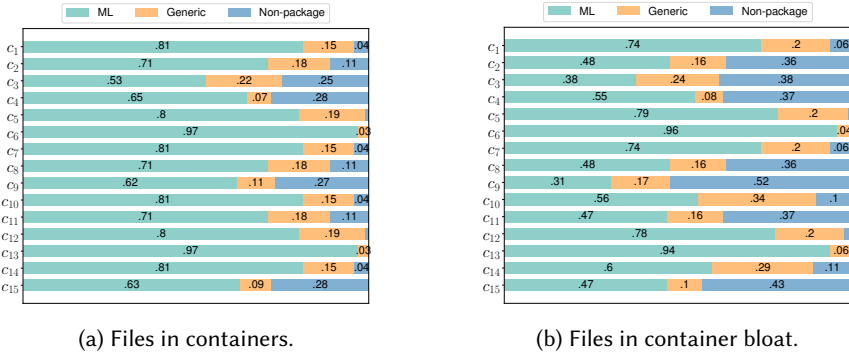 ML Generic Non-package
c1 .81 .15 .04
c2 .71 .18 .11
c3 .53 .22 .25
c4 .65 .07 .28
c5 .8 .19
c6 .97 .03
c7 .81 .15 .04
c8 .71 .18 .11
c9 .62 .11 .27
c10 .81 .15 .04
c11 .71 .18 .11
c12 .8 .19
c13 .97 .03
c14 .81 .15 .04
c15 .63 .09 .28
(a) Files in containers.
ML Generic Non-package
c1 .74 .2 .06
c2 .48 .16 .36
c3 .38 .24 .38
c4 .55 .08 .37
c5 .79 .2
c6 .96 .04
c7 .74 .2 .06
c8 .48 .16 .36
c9 .31 .17 .52
c10 .56 .34 .1
c11 .47 .16 .37
c12 .78 .2
c13 .94 .06
c14 .6 .29 .11
c15 .47 .1 .43
(b) Files in container bloat.